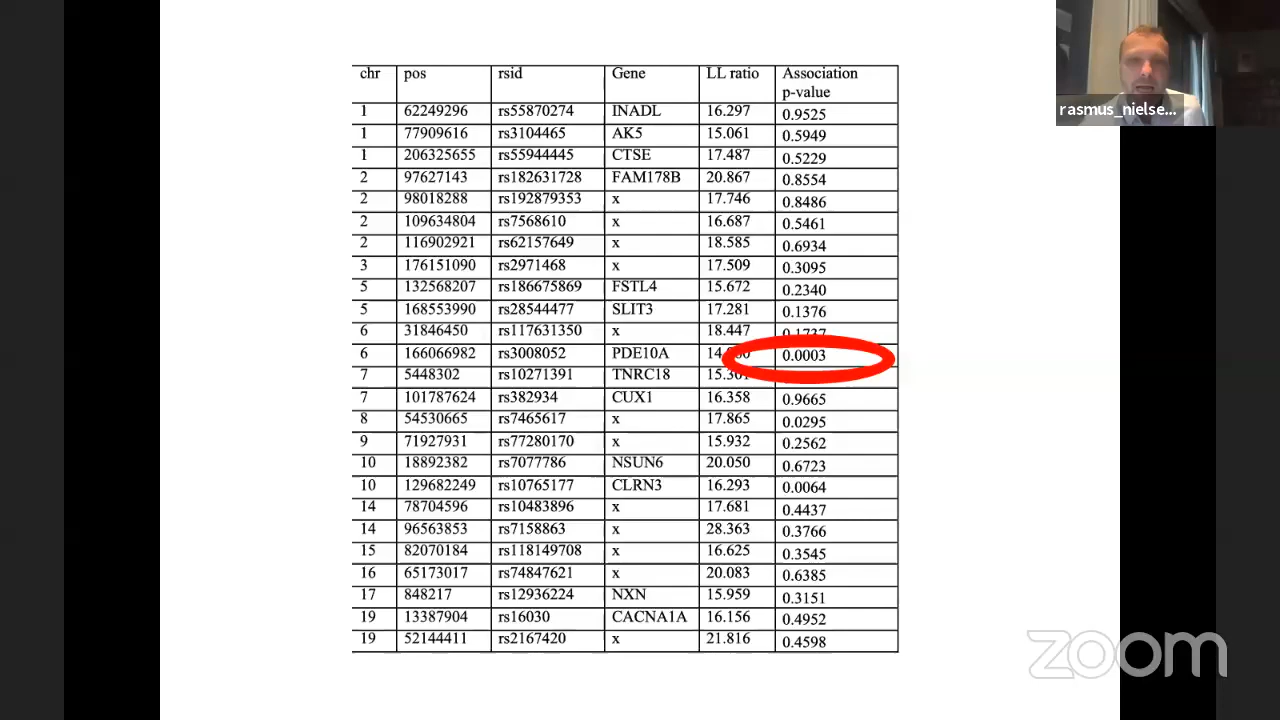 chr pos rsid Gene LL ratio Association
p-value
1 62249296 rs55870274 INADL 16.297 0.9525
1 77909616 rs3104465 AK5 15.061 0.5949
1 206325655 rs55944445 CTSE 17.487 0.5229
2 97627143 rs182631728 FAM178B 20.867 0.8554
2 98018288 rs192879353 x 17.746 0.8486
2 109634804 rs7568610 x 16.687 0.5461
2 116902921 rs62157649 x 18.585 0.6934
3 176151090 rs2971468 x 17.509 0.3095
5 132568207 rs186675869 FSTL4 15.672 0.2340
5 168553990 rs28544477 SLIT3 17.281 0.1376
6 31846450 rs117631350 x 18.447 0.1737
6 166066982 rs3008052 PDE10A 0.0003
7 5448302 rs10271391 TNRC18
7 101787624 rs382934 CUX1 16.358 0.9665
8 54530665 rs7465617 x 17.865 0.0295
9 71927931 rs77280170 x 15.932 0.2562
10 18892382 rs7077786 NSUN6 20.050 0.6723
10 129682249 rs10765177 CLRN3 16.293 0.0064
14 78704596 rs10483896 x 17.681 0.4437
14 96563853 rs7158863 x 28.363 0.3766
15 82070184 rs118149708 x 16.625 0.3545
16 65173017 rs74847621 x 20.083 0.6385
17 848217 rs12936224 NXN 15.959 0.3151
19 13387904 rs16030 CACNA1A 16.156 0.4952
19 52144411 rs2167420 x 21.816 0.4598
rasmus_nielse...
zoom